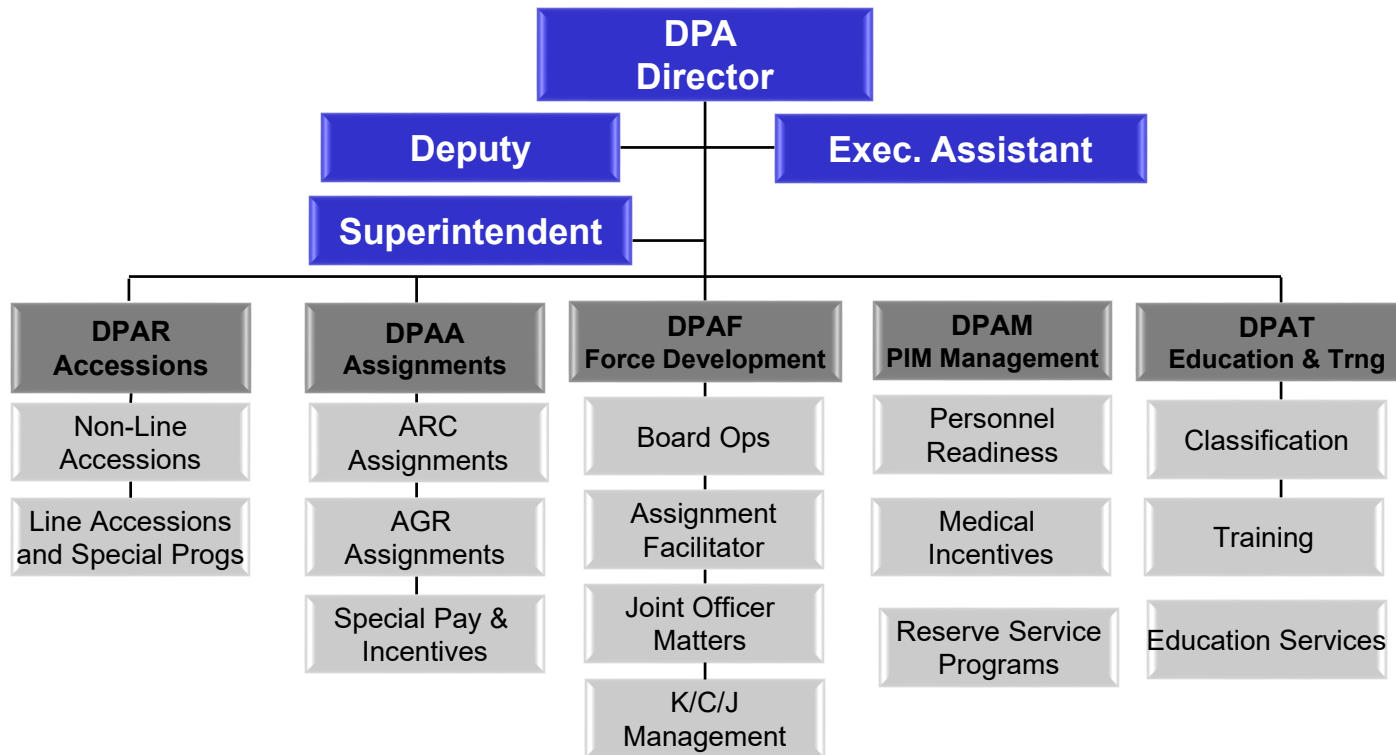 DPA
Director
Deputy
Exec. Assistant
Superintendent
DPAR
Accessions
Non-Line
Accessions
Line Accessions
and Special Progs
DPAA
Assignments
ARC
Assignments
AGR
Assignments
Special Pay &
Incentives
DPAF
Force Development
Board Ops
Assignment
Facilitator
Joint Officer
Matters
K/C/J
Management
DPAM
PIM Management
Personnel
Readiness
Medical
Incentives
Reserve Service
Programs
DPAT
Education & Trng
Classification
Training
Education Services